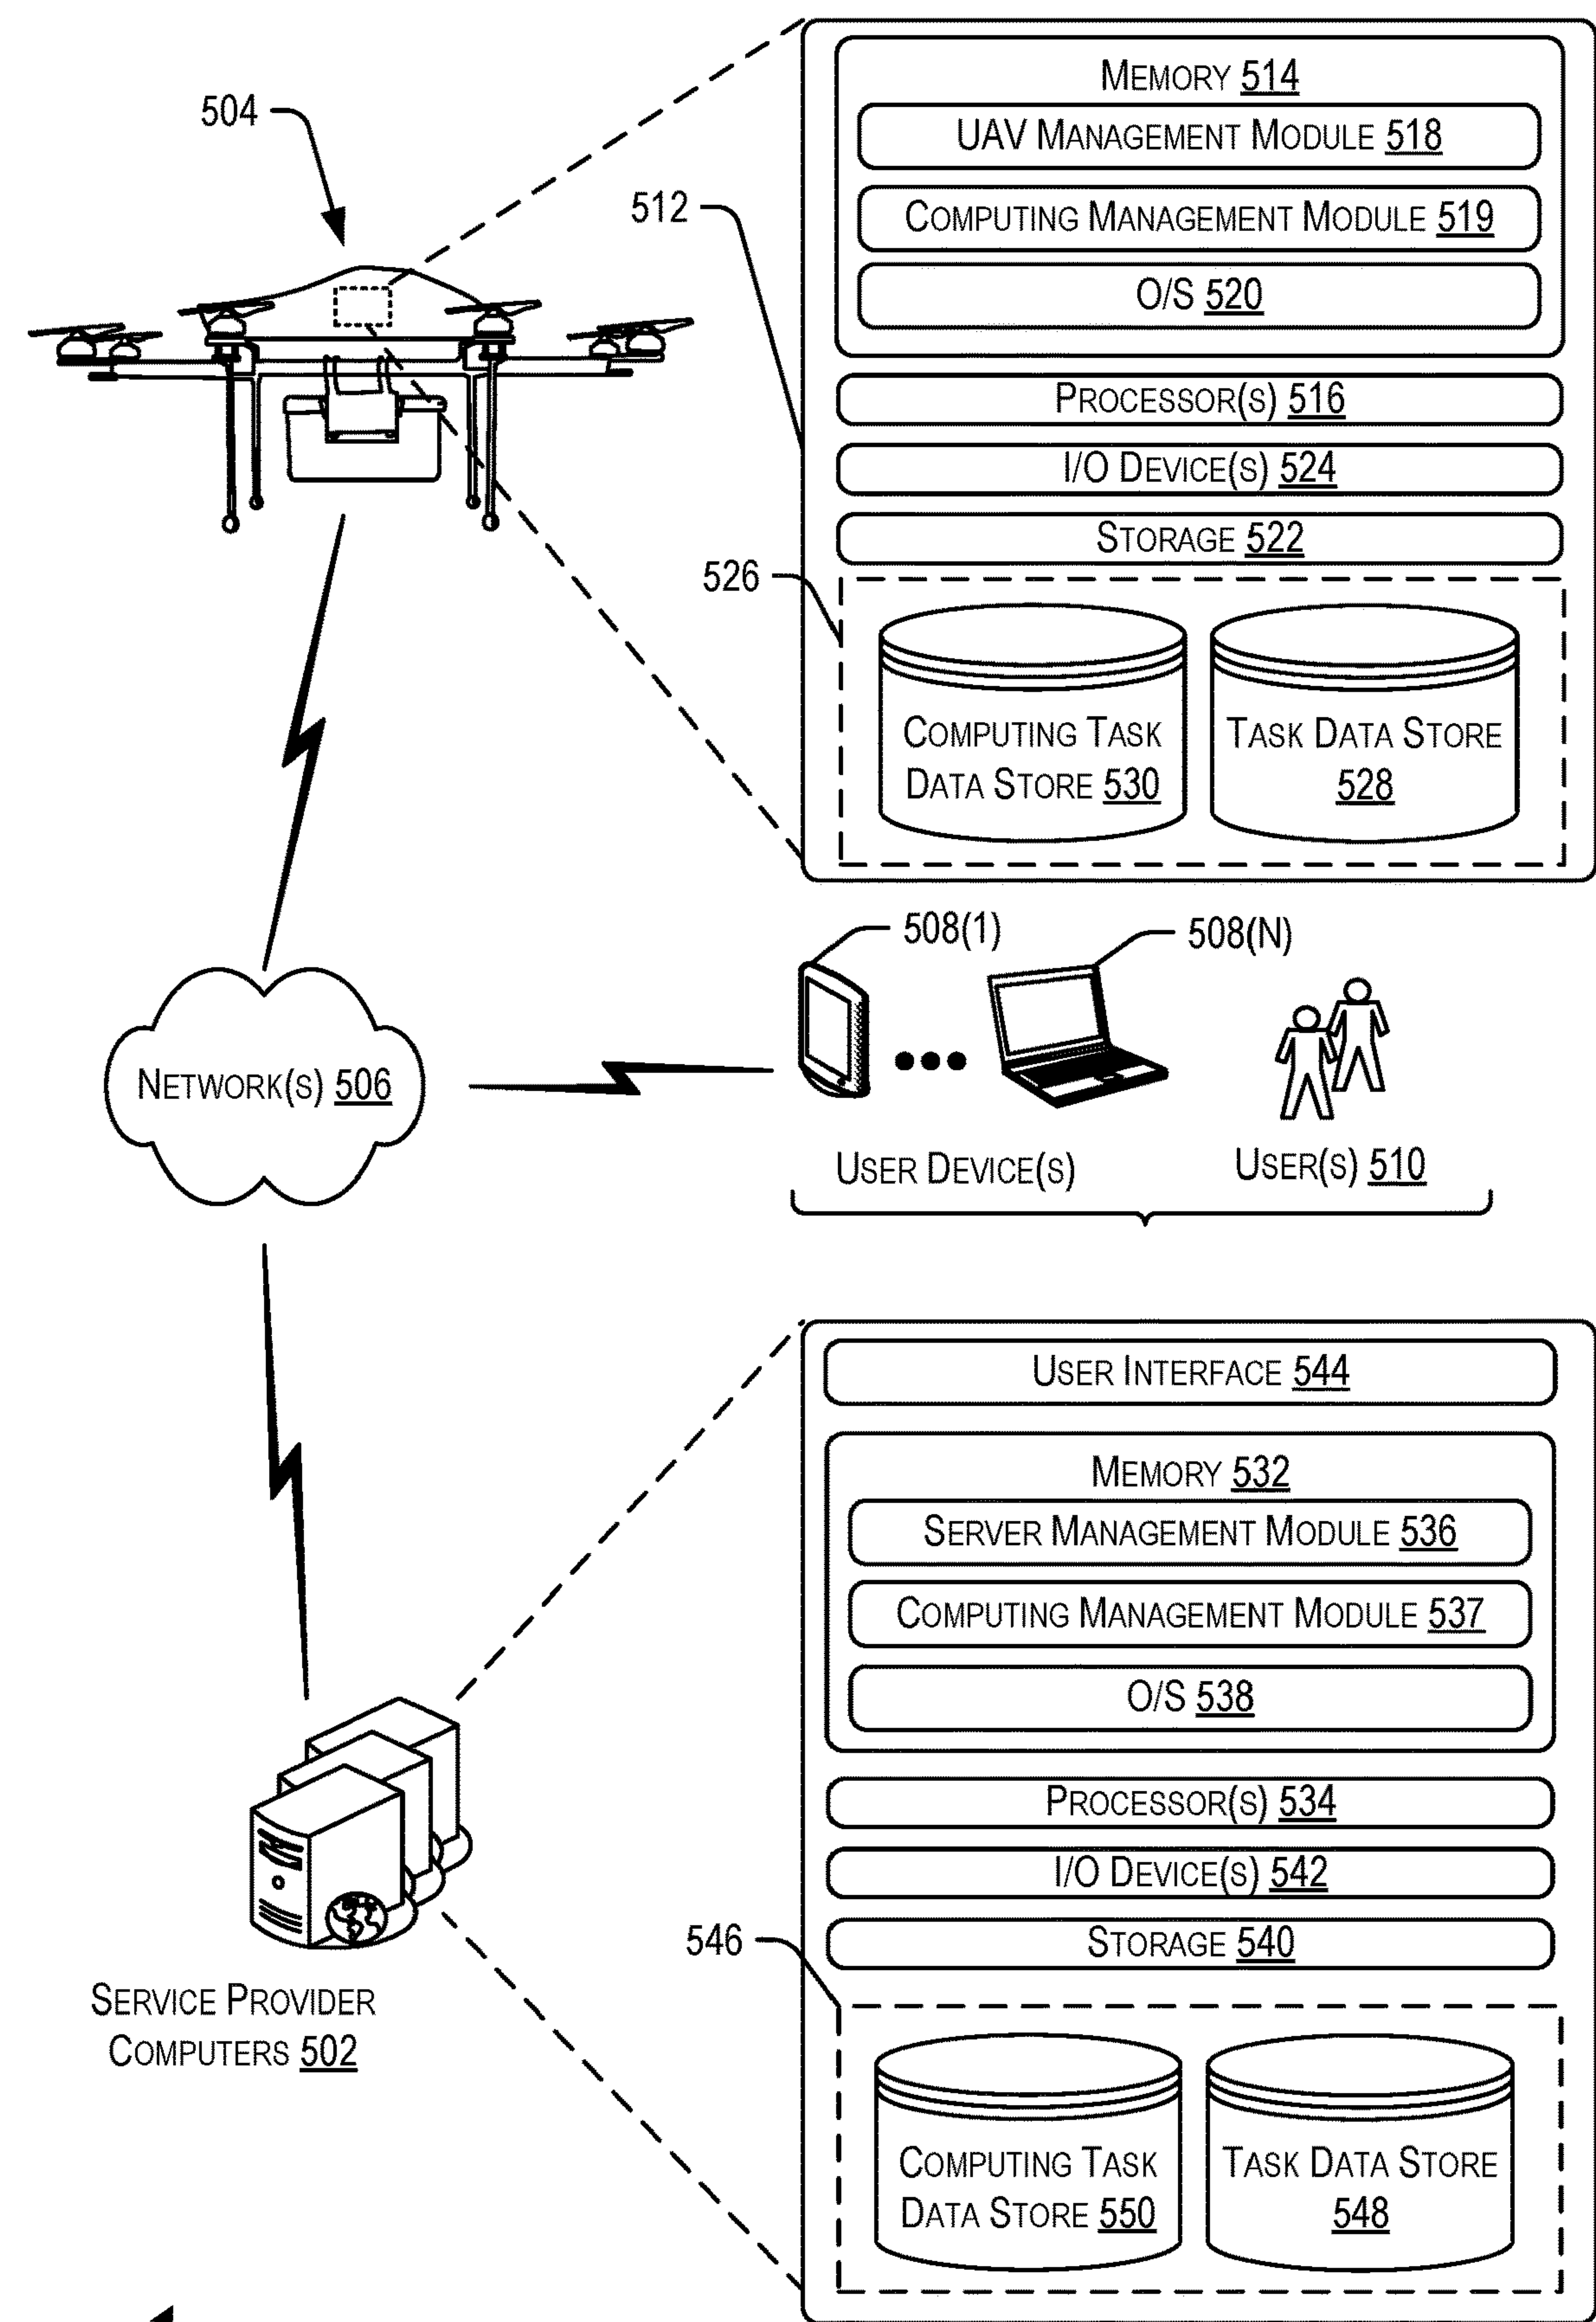 504
512
MEMORY 514
UAV MANAGEMENT MODULE 518
COMPUTING MANAGEMENT MODULE 519
O/S 520
PROCESSOR(S) 516
I/O DEVICE(S) 524
STORAGE 522
526
COMPUTING TASK
DATA STORE 530
TASK DATA STORE
528
508(1)
508(N)
NETWORK(S) 506
USER DEVICE(S)
USER(S) 510
USER INTERFACE 544
MEMORY 532
SERVER MANAGEMENT MODULE 536
COMPUTING MANAGEMENT MODULE 537
O/S 538
PROCESSOR(S) 534
I/O DEVICE(S) 542
STORAGE 540
546
SERVICE PROVIDER
COMPUTERS 502
COMPUTING TASK
DATA STORE 550
TASK DATA STORE
548